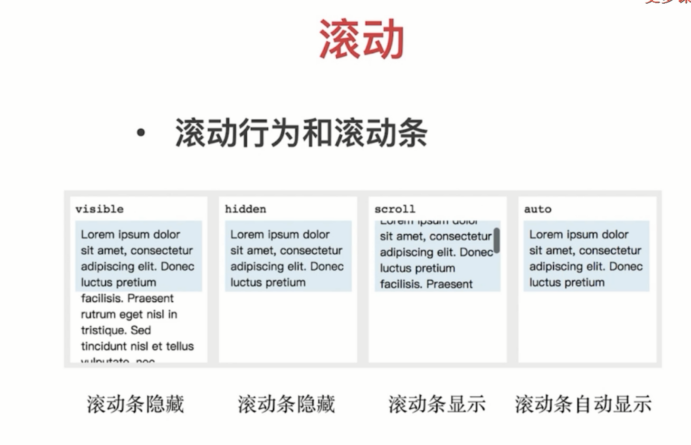 滚动
• 滚动行为和滚动条
visible
Lorem ipsum dolor
sit amet, consectetur
adipiscing elit. Donec
luctus pretium
facilisis. Praesent
rutrum eget nisl in
tristique. Sed
tincidunt nisl et tellus
vulputate, nec
hidden
Lorem ipsum dolor
sit amet, consectetur
adipiscing elit. Donec
luctus pretium
scroll
Lorem ipsum dolor
sit amet, consectetur
adipiscing elit. Donec
luctus pretium
facilisis. Praesent
auto
Lorem ipsum dolor
sit amet, consectetur
adipiscing elit. Donec
luctus pretium
滚动条隐藏
滚动条隐藏
滚动条显示
滚动条自动显示